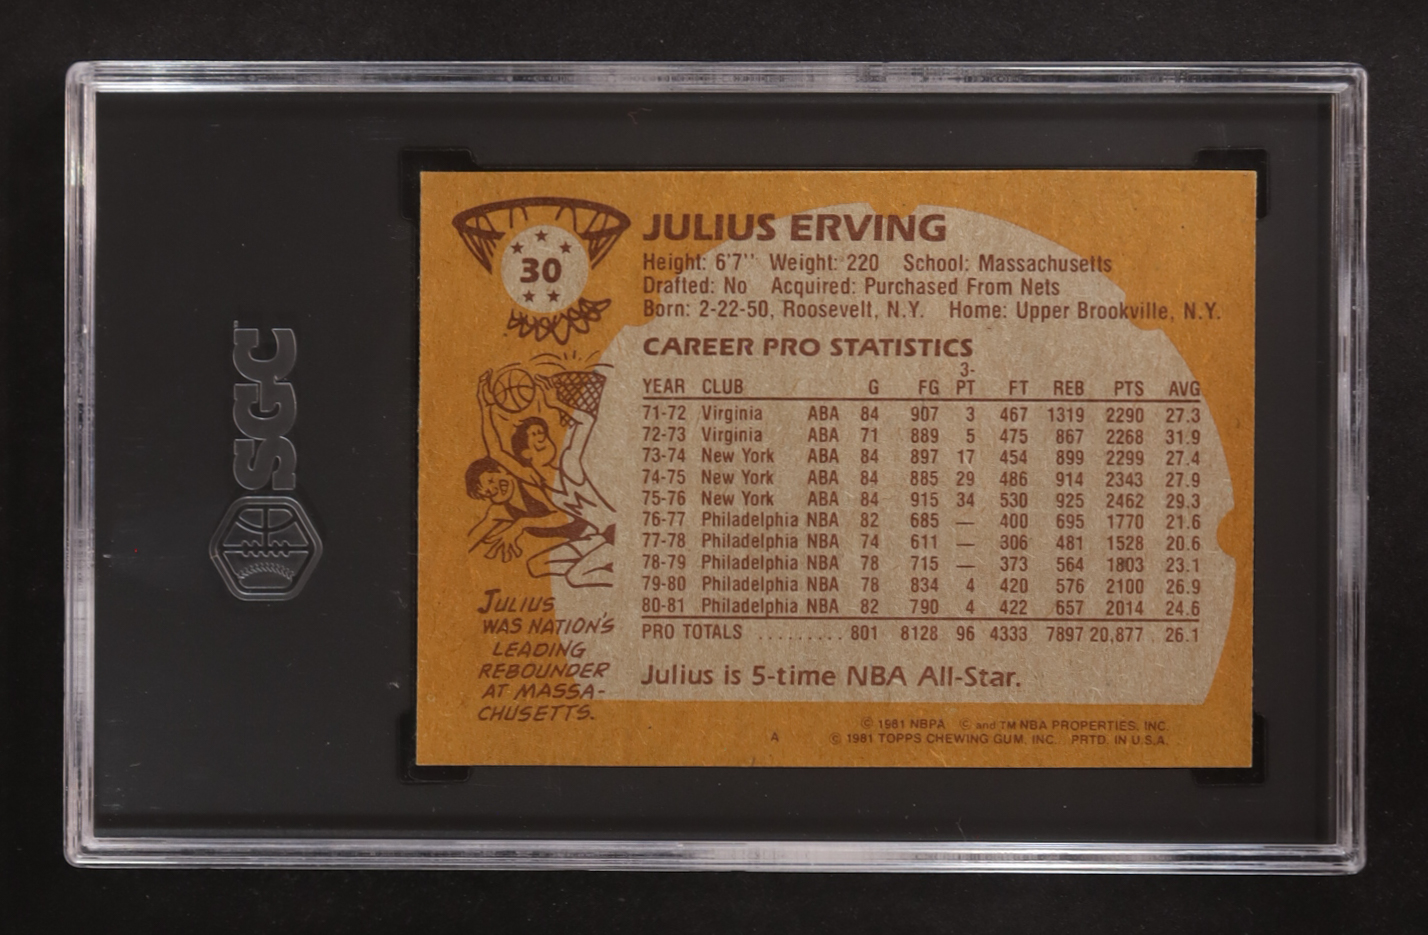 SGC
™
30
JULIUS ERVING
Height: 6'7'' Weight: 220 School: Massachusetts
Drafted: No Acquired: Purchased From Nets
Born: 2-22-50, Roosevelt, N.Y. Home: Upper Brookville, N.Y.
CAREER PRO STATISTICS
YEAR CLUB G FG 3-PT FT REB PTS AVG
71-72 Virginia ABA 84 907 3 467 1319 2290 27.3
72-73 Virginia ABA 71 889 5 475 867 2268 31.9
73-74 New York ABA 84 897 17 454 899 2299 27.4
74-75 New York ABA 84 885 29 486 914 2343 27.9
75-76 New York ABA 84 915 34 530 925 2462 29.3
76-77 Philadelphia NBA 82 685 — 400 695 1770 21.6
77-78 Philadelphia NBA 74 611 — 306 481 1528 20.6
78-79 Philadelphia NBA 78 715 — 373 564 1803 23.1
79-80 Philadelphia NBA 78 834 4 420 576 2100 26.9
80-81 Philadelphia NBA 82 790 4 422 657 2014 24.6
PRO TOTALS ......... 801 8128 96 4333 7897 20,877 26.1
Julius is 5-time NBA All-Star.
JULIUS
WAS NATION'S
LEADING
REBOUNDER
AT MASSA-
CHUSETTS.
© 1981 NBPA © and TM NBA PROPERTIES, INC.
A © 1981 TOPPS CHEWING GUM, INC. PRTD. IN U.S.A.